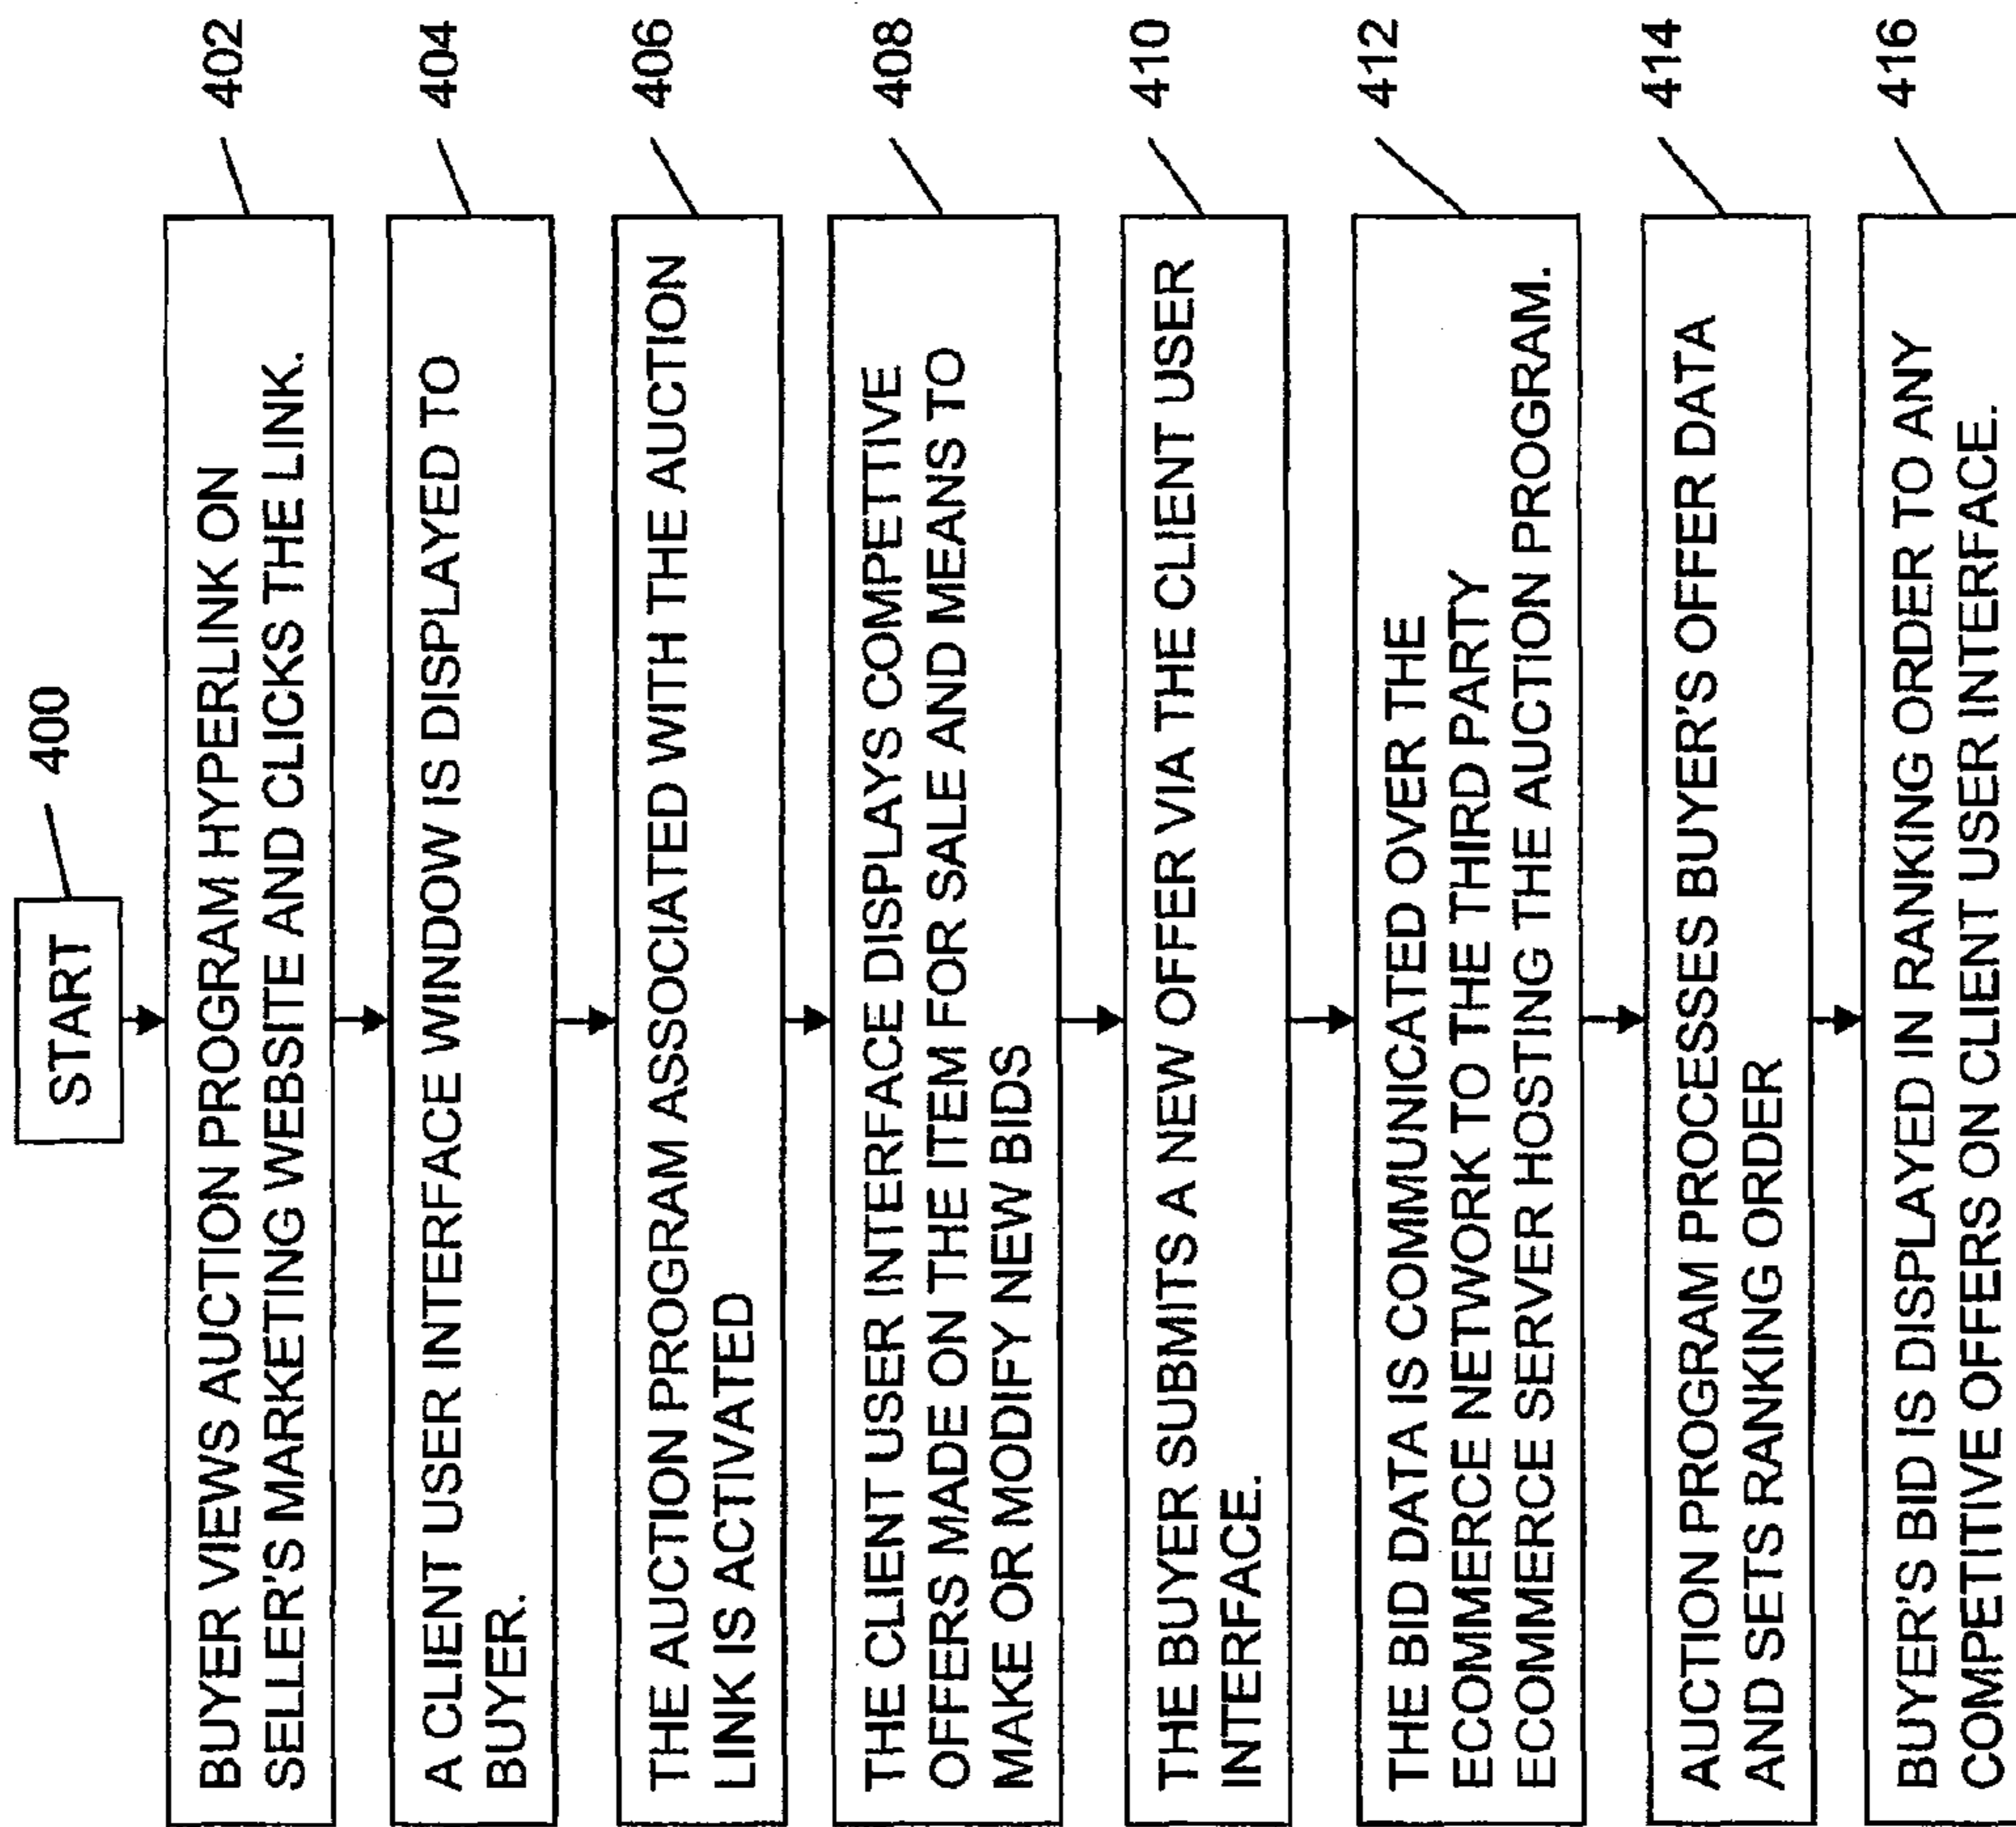 START
400
BUYER VIEWS AUCTION PROGRAM HYPERLINK ON
SELLER'S MARKETING WEBSITE AND CLICKS THE LINK.
402
A CLIENT USER INTERFACE WINDOW IS DISPLAYED TO
BUYER.
404
THE AUCTION PROGRAM ASSOCIATED WITH THE AUCTION
LINK IS ACTIVATED
406
THE CLIENT USER INTERFACE DISPLAYS COMPETITIVE
OFFERS MADE ON THE ITEM FOR SALE AND MEANS TO
MAKE OR MODIFY NEW BIDS
408
THE BUYER SUBMITS A NEW OFFER VIA THE CLIENT USER
INTERFACE.
410
THE BID DATA IS COMMUNICATED OVER THE
ECOMMERCE NETWORK TO THE THIRD PARTY
ECOMMERCE SERVER HOSTING THE AUCTION PROGRAM.
412
AUCTION PROGRAM PROCESSES BUYER'S OFFER DATA
AND SETS RANKING ORDER
414
BUYER'S BID IS DISPLAYED IN RANKING ORDER TO ANY
COMPETITIVE OFFERS ON CLIENT USER INTERFACE.
416